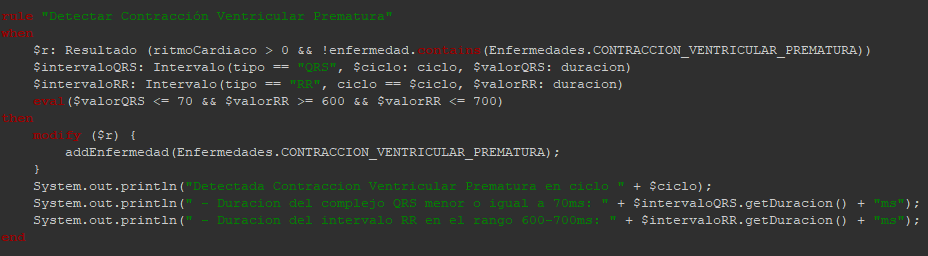 rule "Detectar Contracción Ventricular Prematura"
when
    $r: Resultado (ritmoCardiaco > 0 && !enfermedad.contains(Enfermedades.CONTRACCION_VENTRICULAR_PREMATURA))
    $intervaloQRS: Intervalo(tipo == "QRS", $ciclo: ciclo, $valorQRS: duracion)
    $intervaloRR: Intervalo(tipo == "RR", ciclo == $ciclo, $valorRR: duracion)
    eval($valorQRS <= 70 && $valorRR >= 600 && $valorRR <= 700)
then
    modify ($r) {
        addEnfermedad(Enfermedades.CONTRACCION_VENTRICULAR_PREMATURA);
    }
    System.out.println("Detectada Contraccion Ventricular Prematura en ciclo " + $ciclo);
    System.out.println(" - Duracion del complejo QRS menor o igual a 70ms: " + $intervaloQRS.getDuracion() + "ms");
    System.out.println(" - Duracion del intervalo RR en el rango 600-700ms: " + $intervaloRR.getDuracion() + "ms");
end